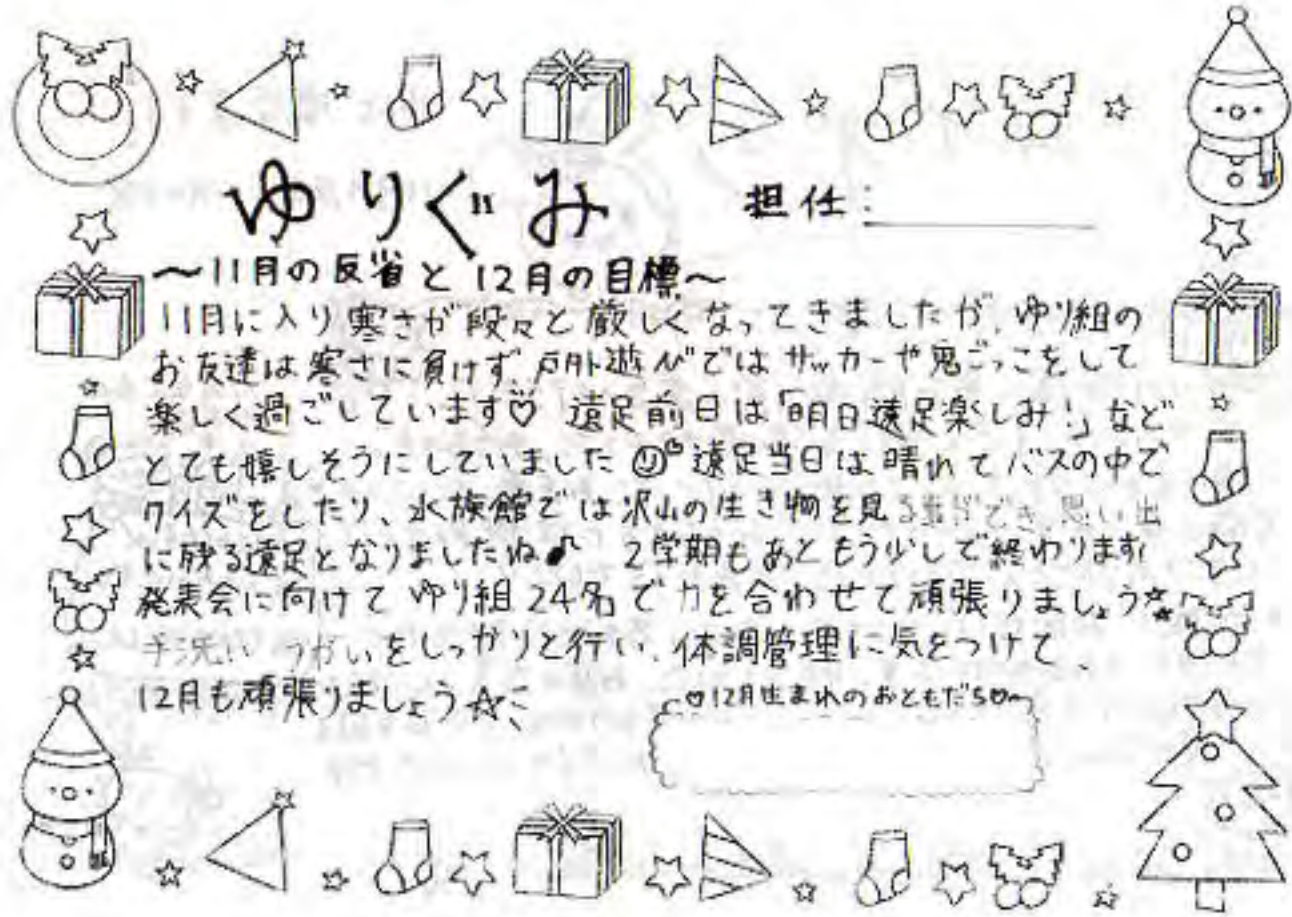 ゆりぐみ 担任:
～11月の反省と12月の目標～
11月に入り寒さが段々と厳しくなってきましたが、ゆり組の
お友達は寒さに負けず、戸外遊びではサッカーや鬼ごっこをして
楽しく過ごしています♡ 遠足前日は「明日遠足楽しみ！」など
とても嬉しそうにしていました 遠足当日は晴れてバスの中で
クイズをしたり、水族館では沢山の生き物を見る事ができ、思い出
に残る遠足となりましたね♪ 2学期もあともう少しで終わります
発表会に向けてゆり組24名で力を合わせて頑張りましょう☆
手洗い うがいをしっかりと行い、体調管理に気をつけて、
12月も頑張りましょう☆
♡12月生まれのおともだち♡